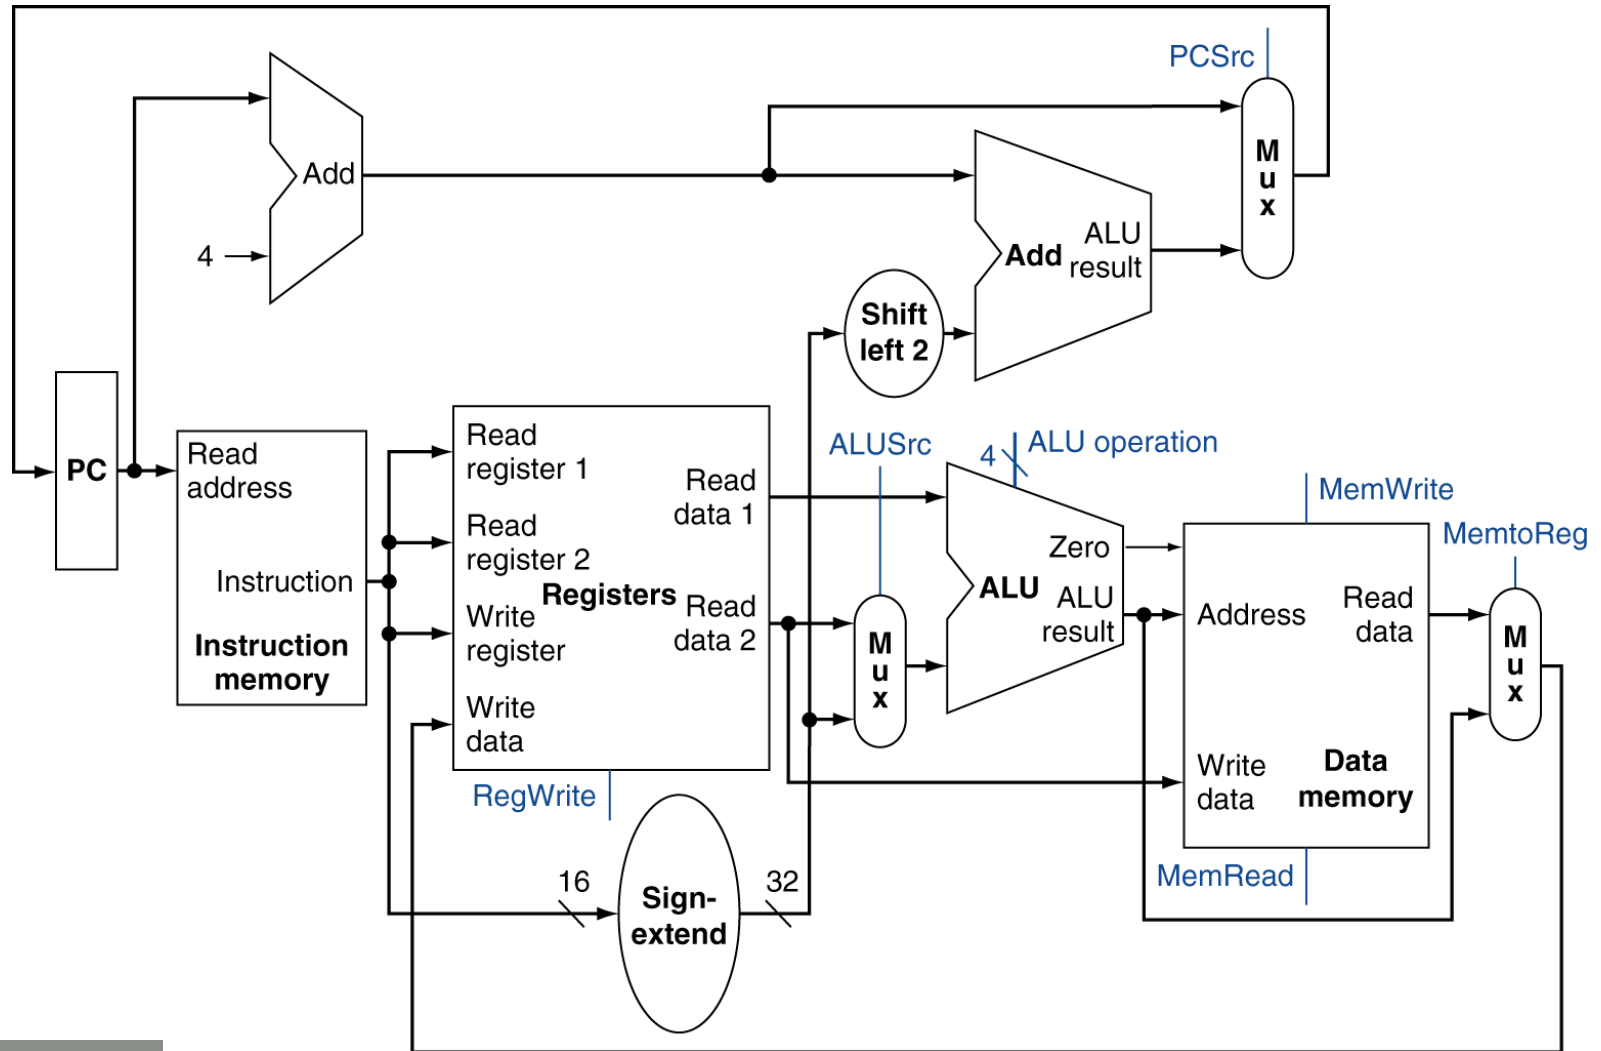 PCSrc
M
u
x
Add
4
Add
ALU
result
Shift
left 2
PC
Read
address
Instruction
Instruction
memory
Read
register 1
Read
register 2
Write
register
Write
data
Registers
Read
data 1
Read
data 2
RegWrite
ALUSrc
M
u
x
4
ALU operation
Zero
ALU
ALU
result
MemWrite
MemtoReg
Address
Read
data
Write
data
Data
memory
M
u
x
MemRead
16
Sign-
extend
32